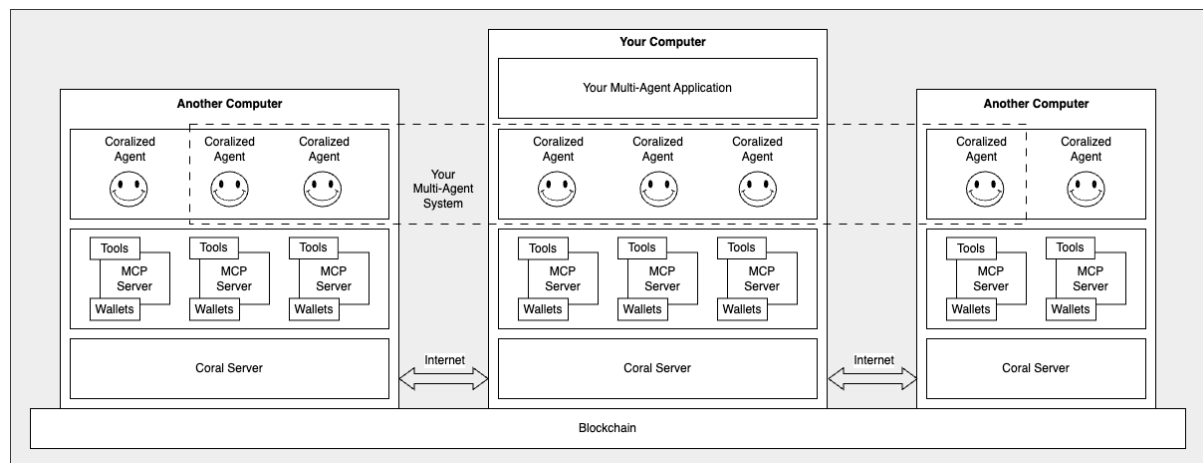 Your Computer
Your Multi-Agent Application
Another Computer
Coralized
Agent
Coralized
Agent
Coralized
Agent
Tools
MCP
Server
Wallets
Tools
MCP
Server
Wallets
Tools
MCP
Server
Wallets
Coral Server
Your
Multi-Agent
System
Internet
Coralized
Agent
Coralized
Agent
Coralized
Agent
Tools
MCP
Server
Wallets
Tools
MCP
Server
Wallets
Tools
MCP
Server
Wallets
Coral Server
Internet
Another Computer
Coralized
Agent
Coralized
Agent
Tools
MCP
Server
Wallets
Tools
MCP
Server
Wallets
Coral Server
Blockchain